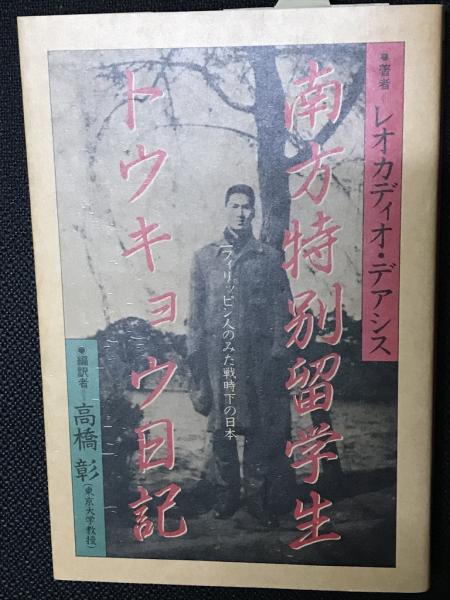 著者=レオカディオ・デアシス
南方特別留学生
トウキョウ日記
フィリッピン人のみた戦時下の日本
編訳者=高橋彰(東京大学教授)